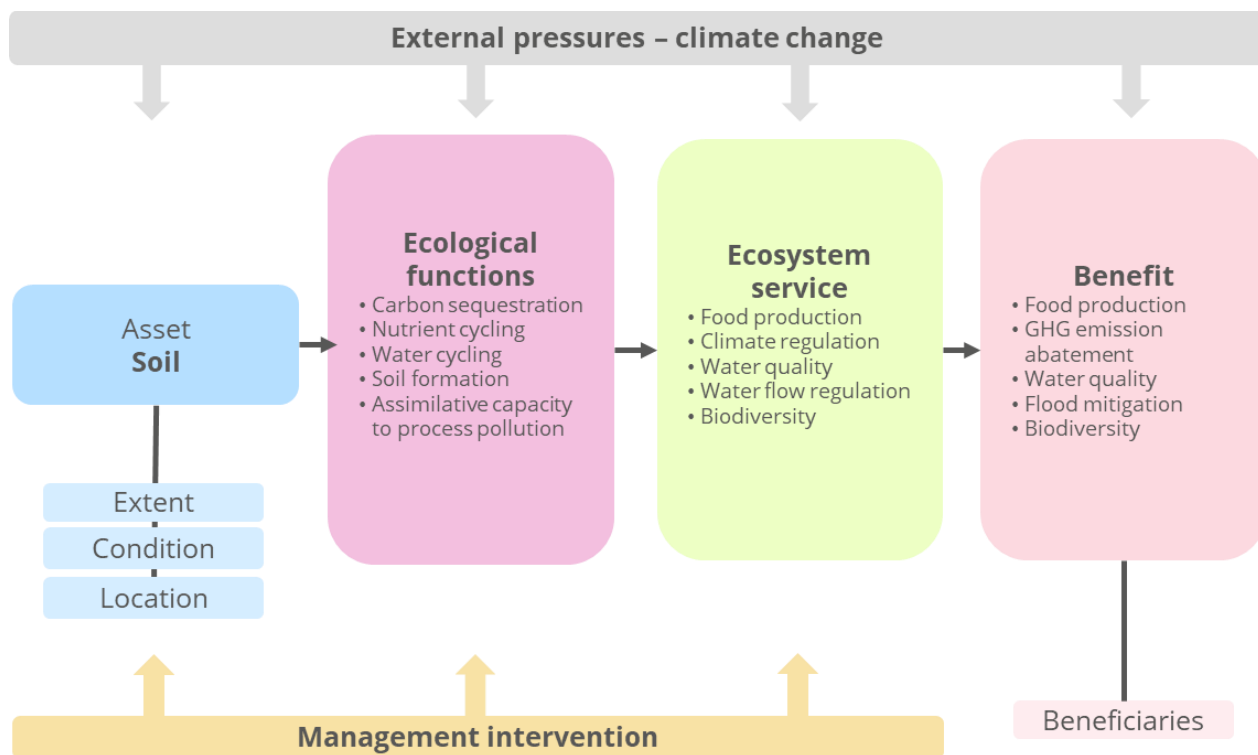 External pressures – climate change
Asset
Soil
Extent
Condition
Location
Ecological
functions
• Carbon sequestration
• Nutrient cycling
• Water cycling
• Soil formation
• Assimilative capacity
to process pollution
Ecosystem
service
• Food production
• Climate regulation
• Water quality
• Water flow regulation
• Biodiversity
Benefit
• Food production
• GHG emission
abatement
• Water quality
• Flood mitigation
• Biodiversity
Beneficiaries
Management intervention